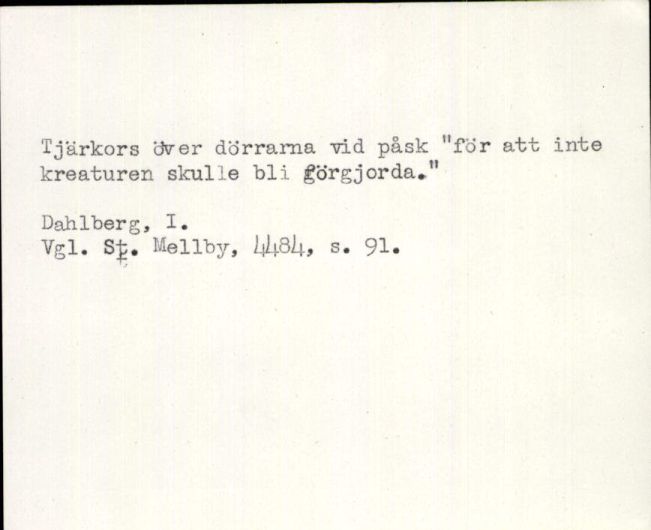 Tjärkors över dörrarna vid påsk "för att inte
kreaturen skulle bli förgjorda."
Dahlberg, I.
Vgl. St. Mellby, 4484, s. 91.